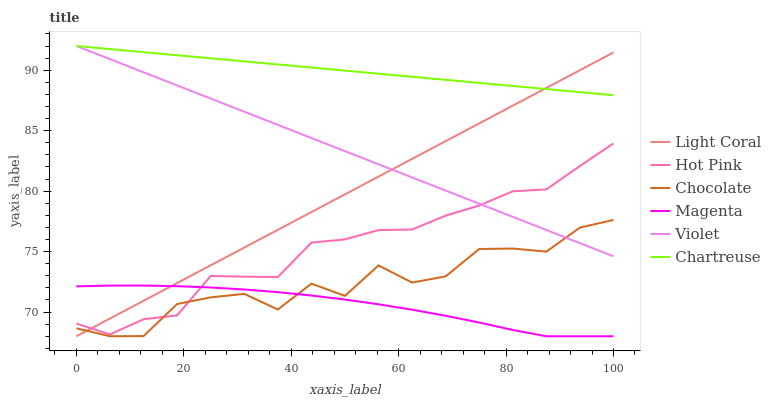 title
yaxis_label
90
85
80
75
70
0
20
40
60
80
100
xaxis_label
Light Coral
Hot Pink
Chocolate
Magenta
Violet
Chartreuse